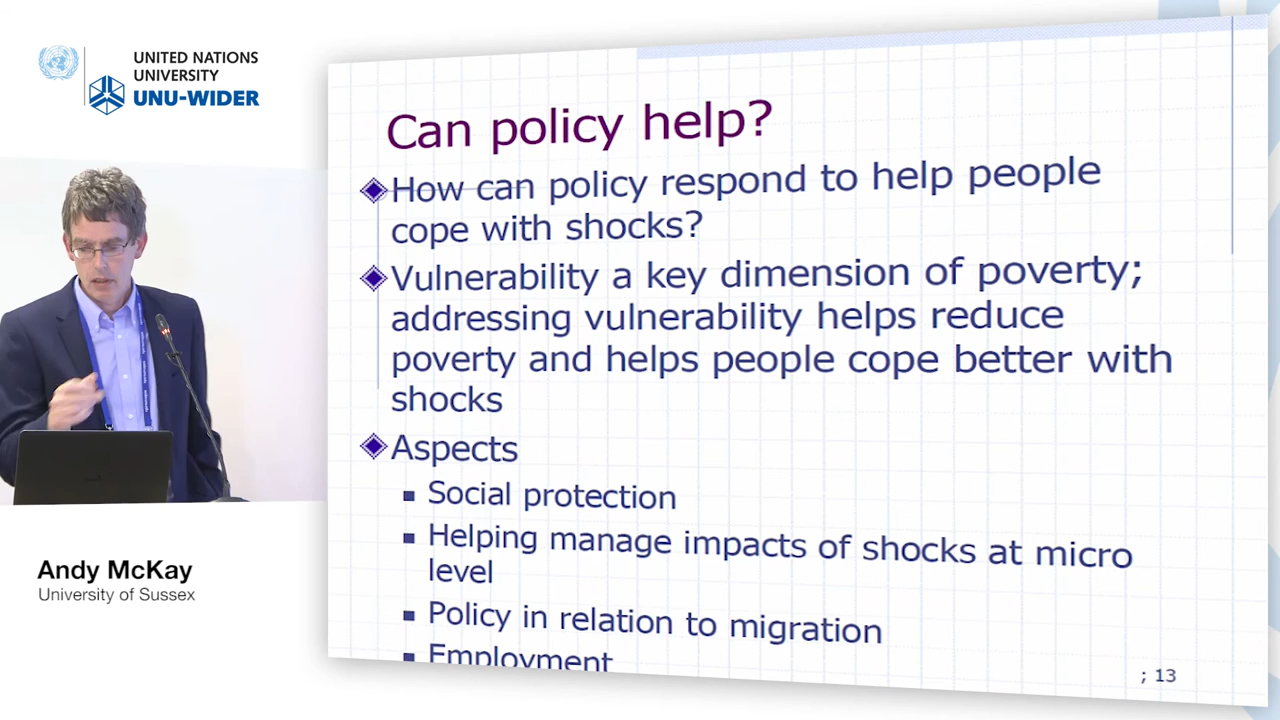 UNITED NATIONS
UNIVERSITY
UNU-WIDER
Can policy help?
How can policy respond to help people
cope with shocks?
Vulnerability a key dimension of poverty;
addressing vulnerability helps reduce
poverty and helps people cope better with
shocks
Aspects
Social protection
Helping manage impacts of shocks at micro
level
Policy in relation to migration
Employment
; 13
Andy McKay
University of Sussex